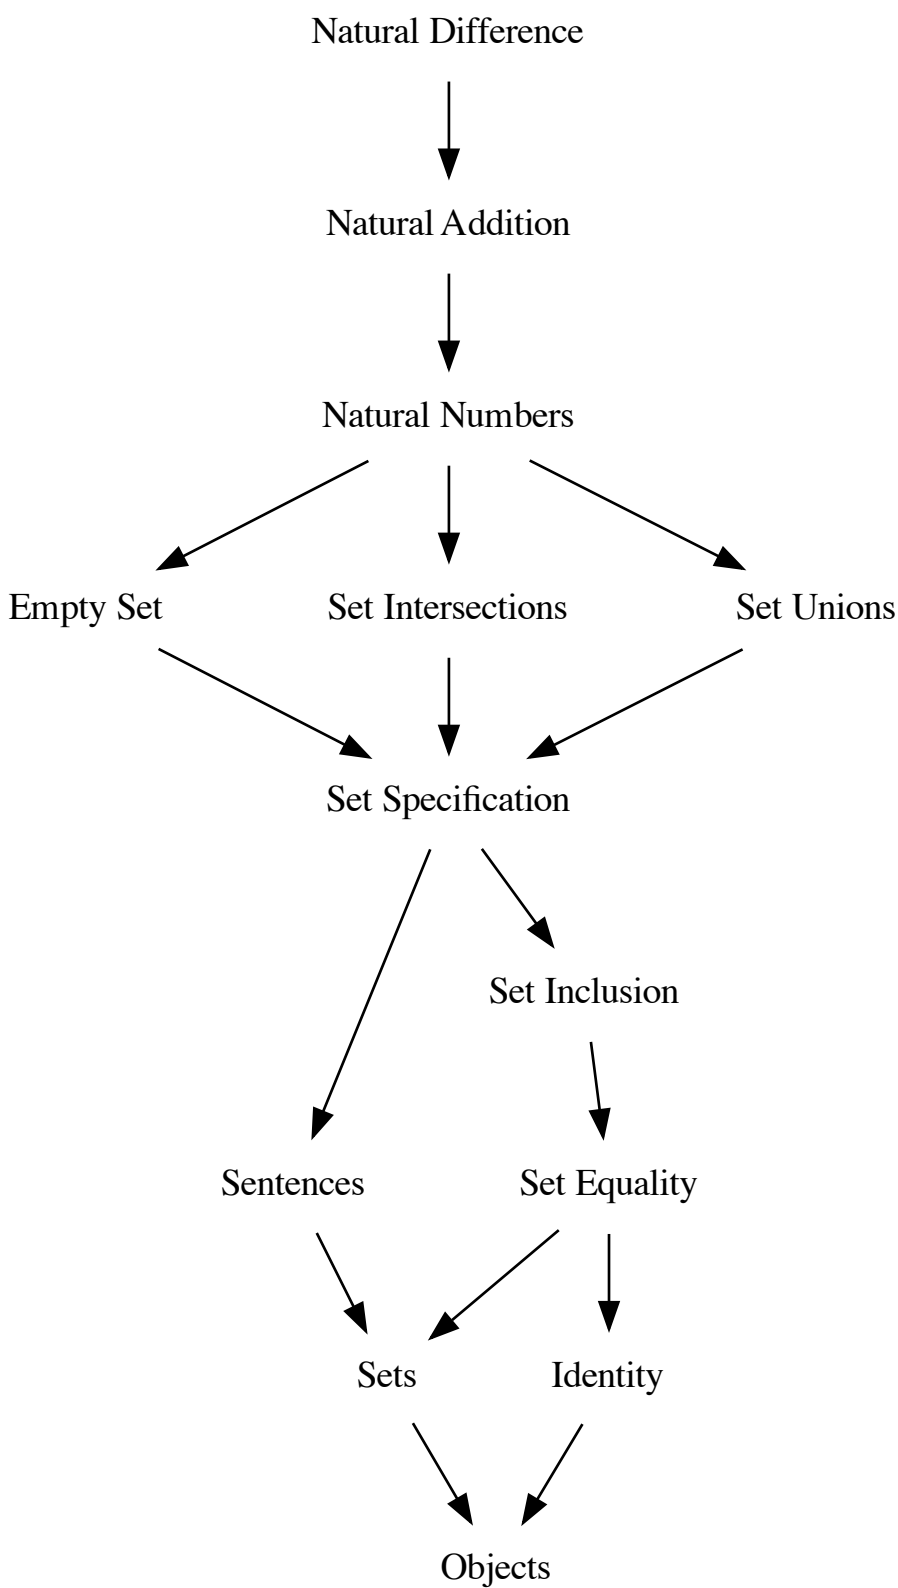 Natural Difference
Natural Addition
Natural Numbers
Empty Set
Set Intersections
Set Unions
Set Specification
Set Inclusion
Sentences
Set Equality
Sets
Identity
Objects